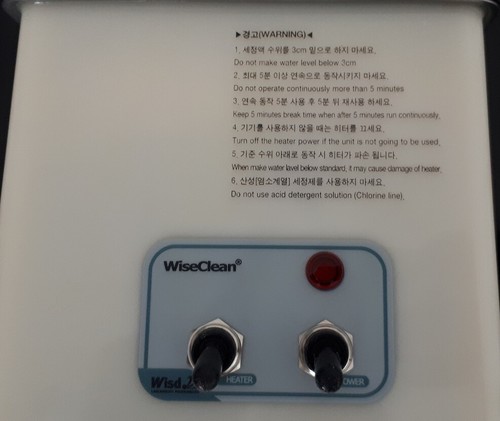 ▶경고(WARNING)◀
1. 세정액 수위를 3cm 밑으로 하지 마세요.
Do not make water level below 3cm
2. 최대 5분 이상 연속으로 동작시키지 마세요.
Do not operate continuously more than 5 minutes
3. 연속 동작 5분 사용 후 5분 뒤 재사용 하세요.
Keep 5 minutes break time when after 5 minutes run continuously.
4. 기기를 사용하지 않을 때는 히터를 끄세요.
Turn off the heater power if the unit is not going to be used.
5. 기준 수위 이래로 동작 시 히터가 파손 됩니다.
When make water level below standard, it may cause damage of heater.
6. 산성[염소계열] 세정제를 사용하지 마세요.
Do not use acid detergent solution (Chlorine line).
WiseClean®
Wisd
HEATER
OWER